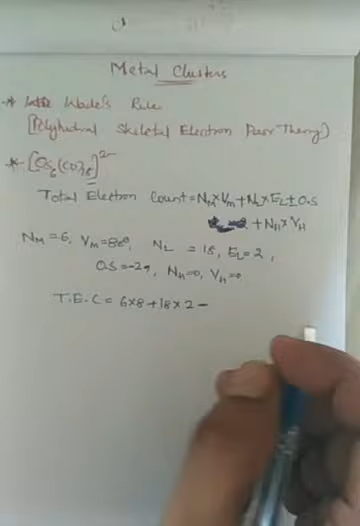 Metal Clusters
Wade's Rule
[Polyhedral Skeletal Electron Pair Theory)
[Os6(CO)18]2-
Total Electron Count = NM×VM+NL×EL±O.S
+ NH×VH
NM=6, VM=8, NL = 18, EL=2,
O.S=-2, NH=0, VH=0
T.E.C = 6×8+18×2-